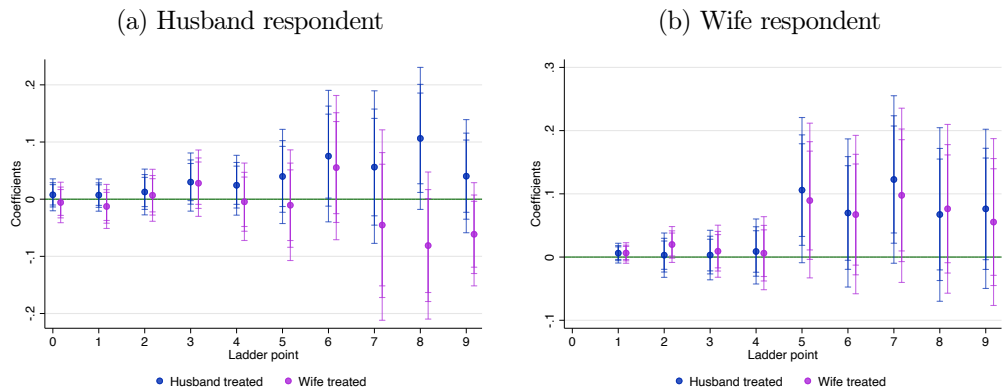 (a) Husband respondent
Coefficients
.2
.1
0
-.1
-.2
0 1 2 3 4 5 6 7 8 9
Ladder point
Husband treated Wife treated
(b) Wife respondent
Coefficients
.3
.2
.1
0
-.1
0 1 2 3 4 5 6 7 8 9
Ladder point
Husband treated Wife treated